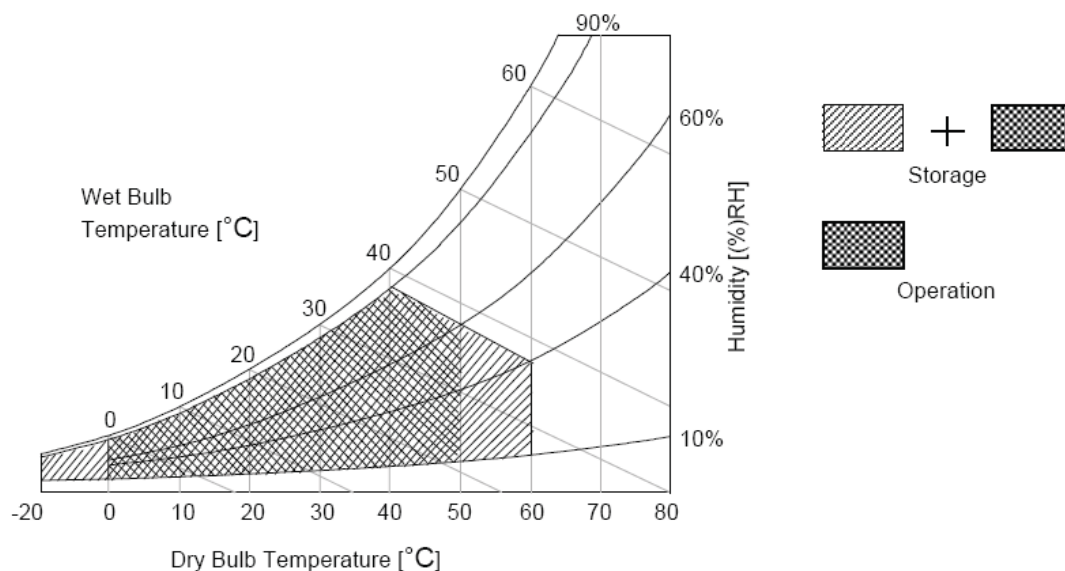 90%
60
60%
50
Storage
Wet Bulb
Temperature [°C]
Humidity [(%)RH]
40
40%
Operation
30
20
10
0
10%
-20 0 10 20 30 40 50 60 70 80
Dry Bulb Temperature [°C]